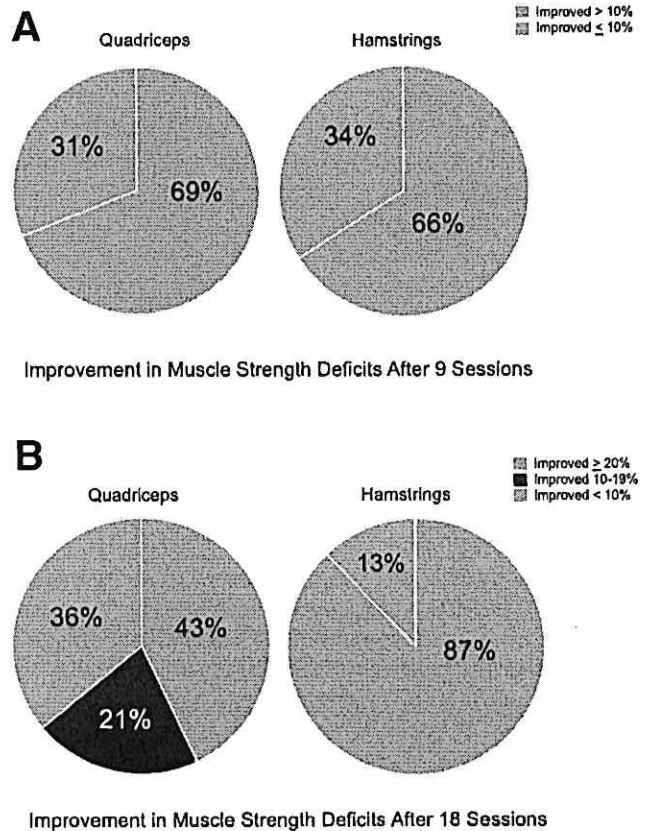 A
Improved > 10%
Improved ≤ 10%
Quadriceps
Hamstrings
31%
69%
34%
66%
Improvement in Muscle Strength Deficits After 9 Sessions
B
Improved ≥ 20%
Improved 10-19%
Improved < 10%
Quadriceps
Hamstrings
36%
43%
21%
13%
87%
Improvement in Muscle Strength Deficits After 18 Sessions